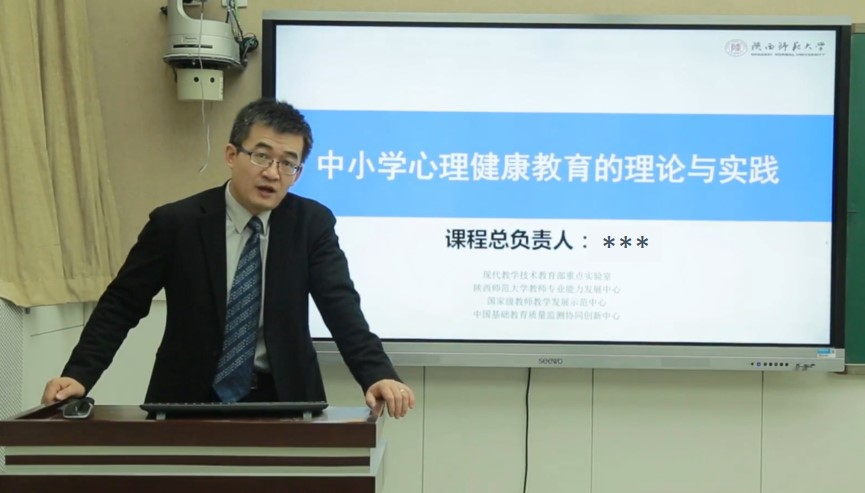 陕西师范大学
SHAANXI NORMAL UNIVERSITY
中小学心理健康教育的理论与实践
课程总负责人：***
现代教学技术教育部重点实验室
陕西师范大学教师专业能力发展中心
国家级教师教学发展示范中心
中国基础教育质量监测协同创新中心
seewo